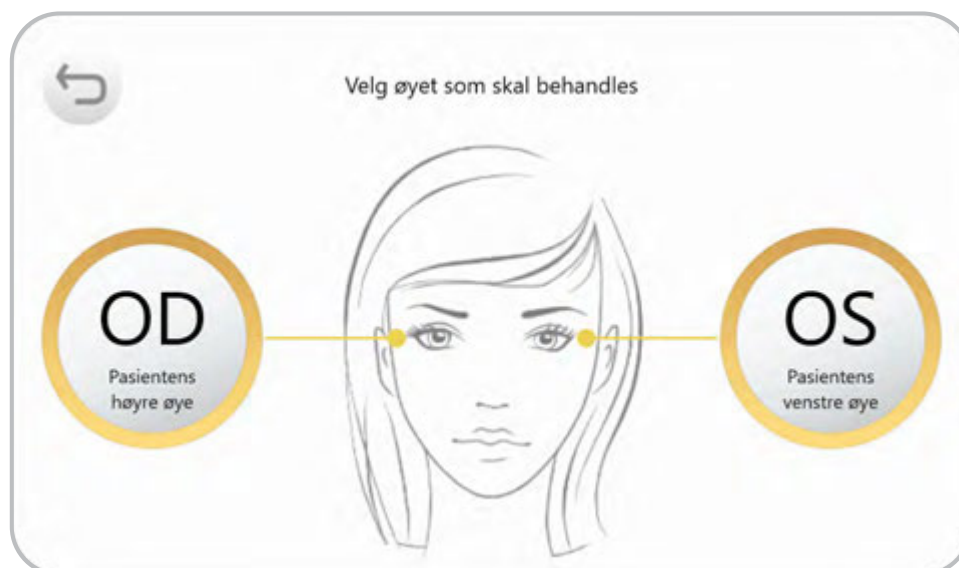 Velg øyet som skal behandles
OD
Pasientens
høyre øye
OS
Pasientens
venstre øye